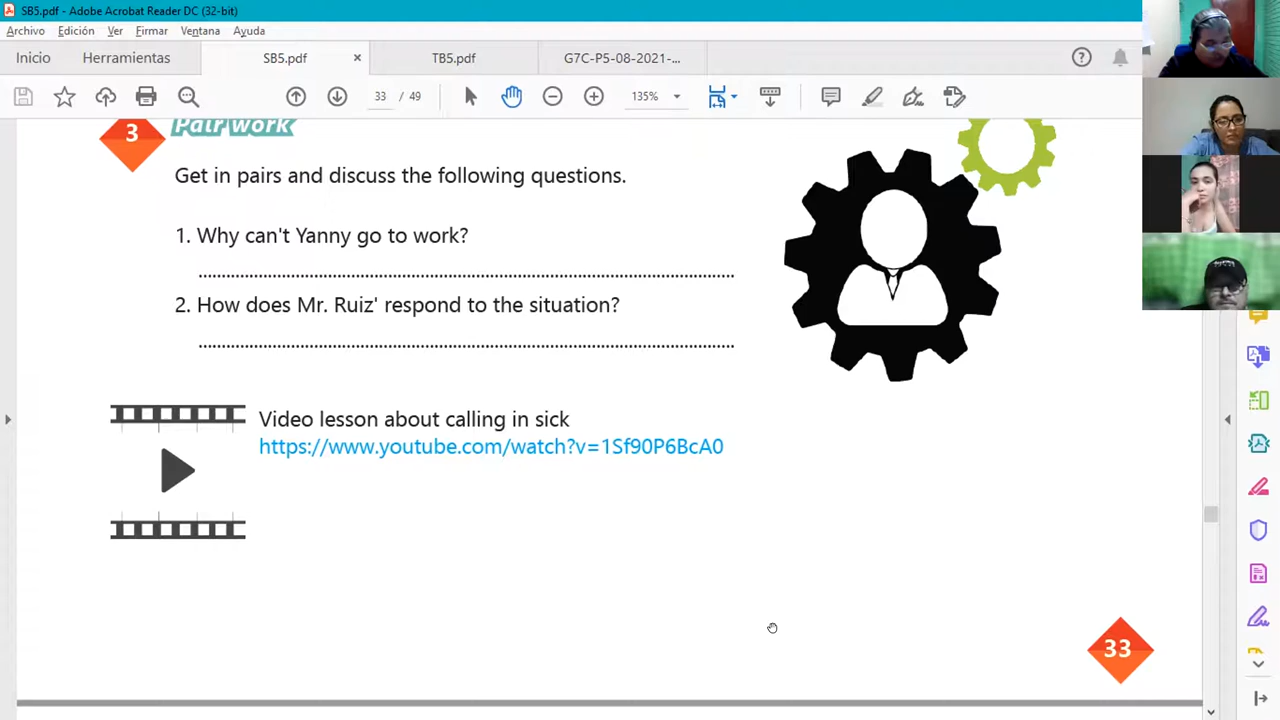 SB5.pdf - Adobe Acrobat Reader DC (32-bit)
Archivo Edición Ver Firmar Ventana Ayuda
Inicio Herramientas SB5.pdf × TB5.pdf G7C-P5-08-2021-...
33 / 49 135%
3 Pair work
Get in pairs and discuss the following questions.
1. Why can't Yanny go to work?
................................................................................................................
2. How does Mr. Ruiz' respond to the situation?
................................................................................................................
Video lesson about calling in sick
https://www.youtube.com/watch?v=1Sf90P6BcA0
33